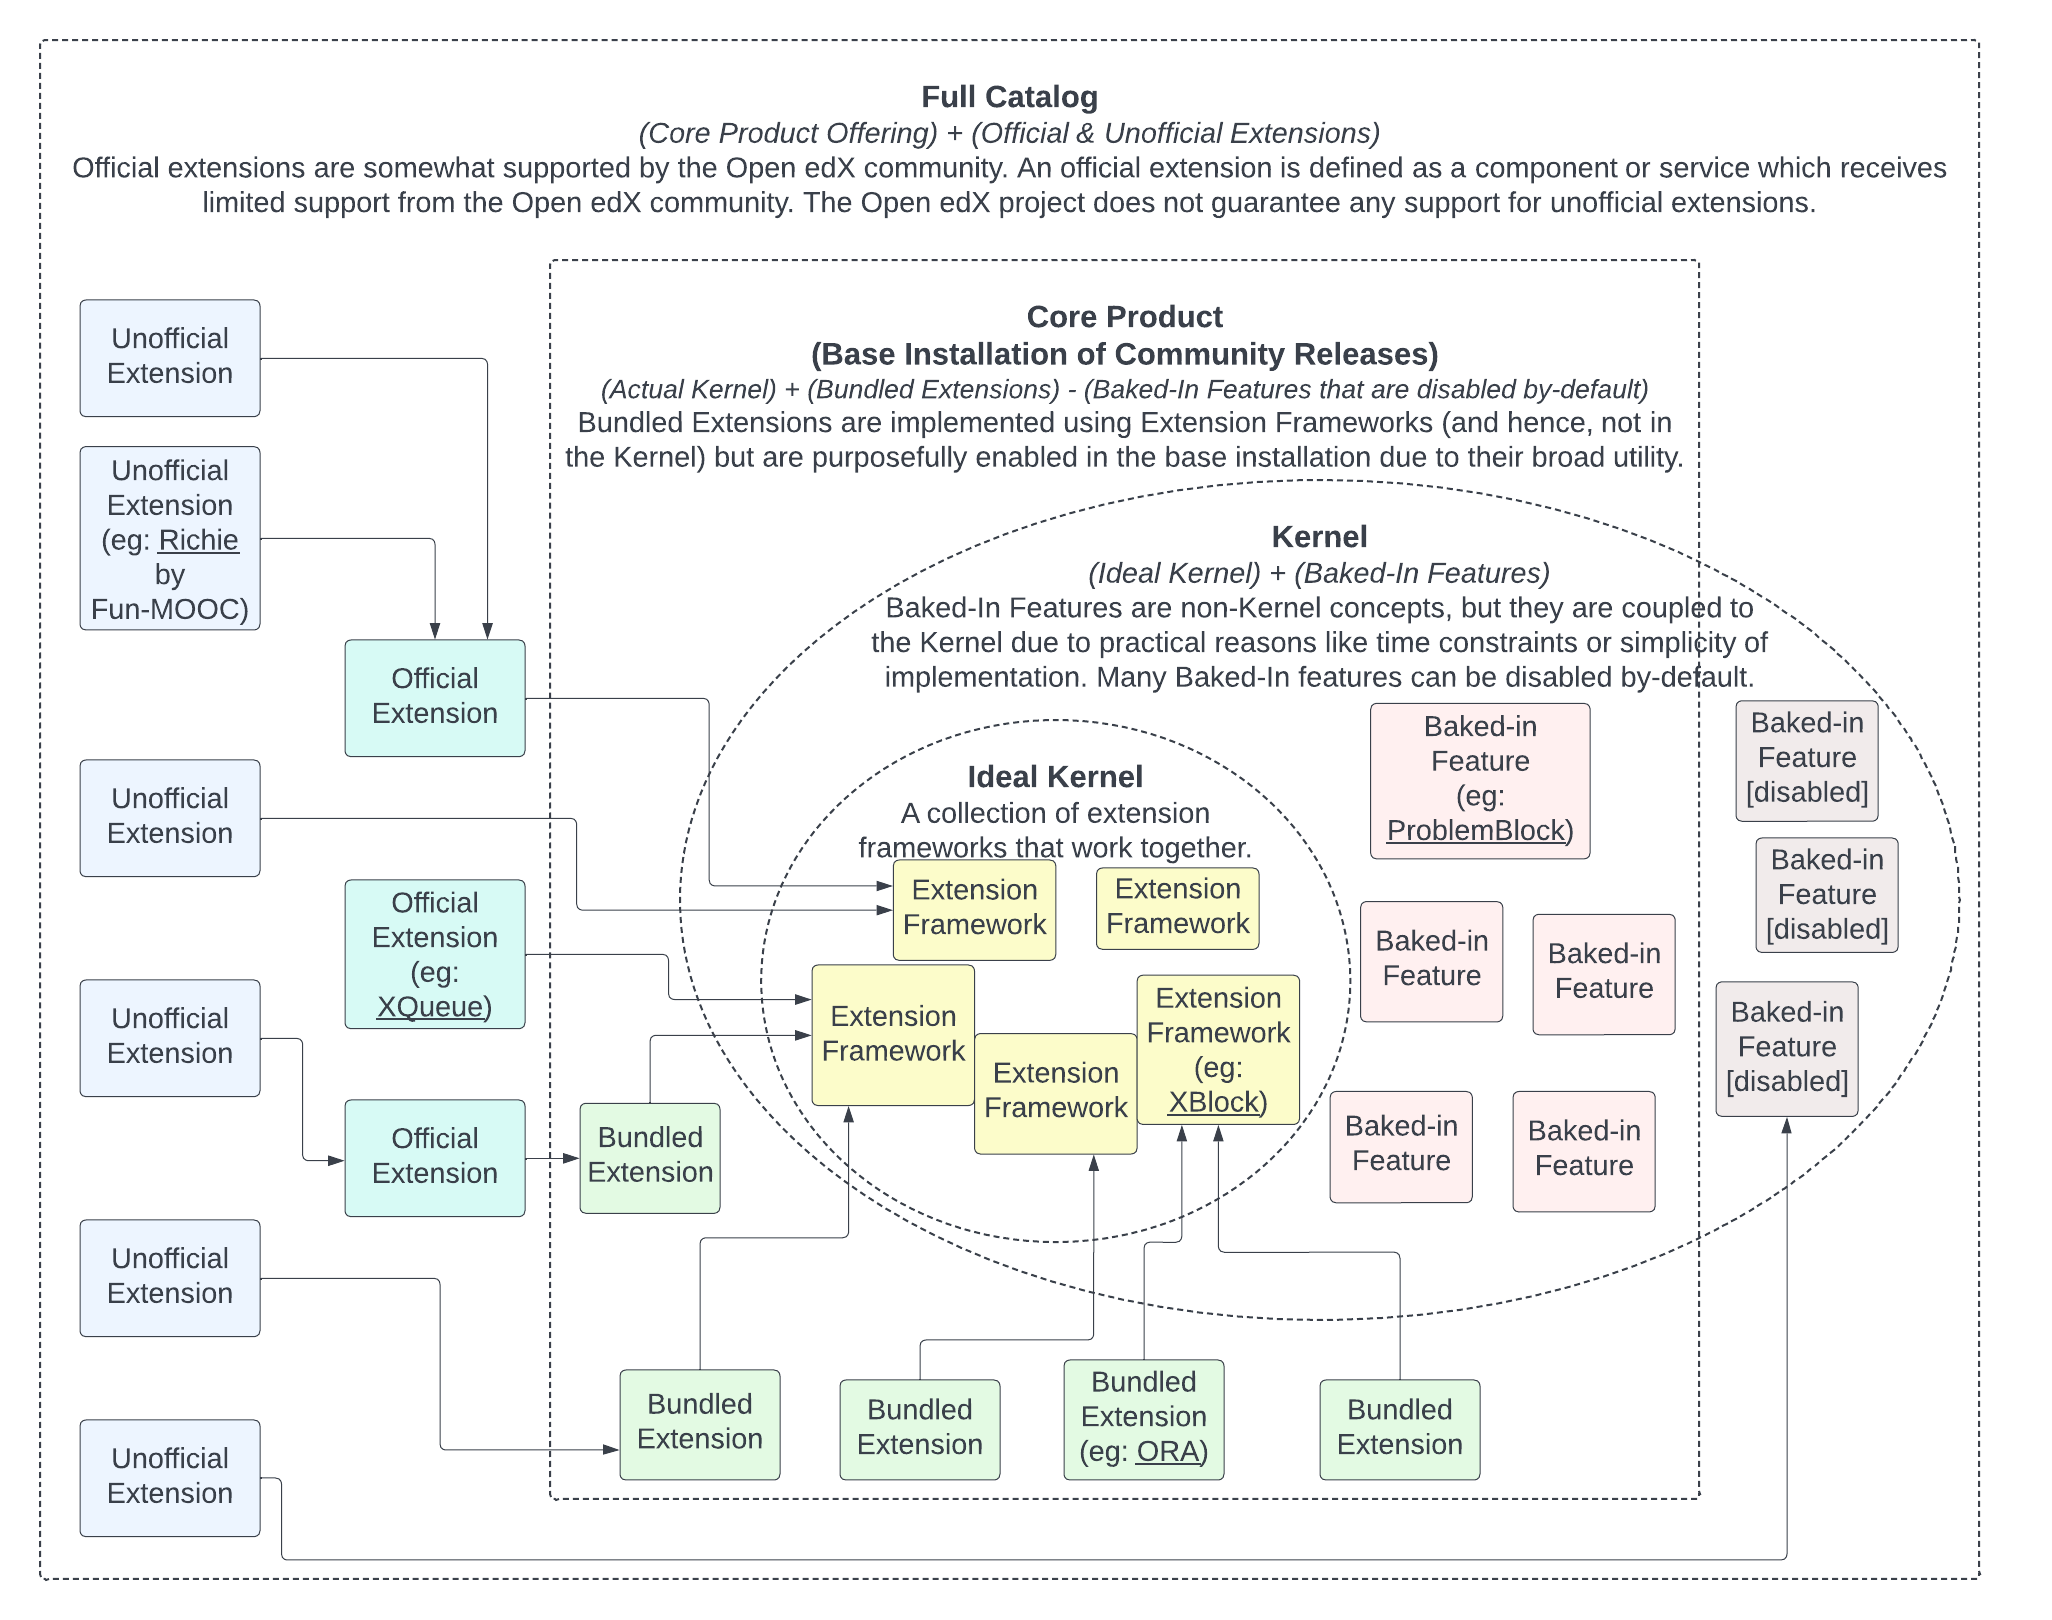 Full Catalog
(Core Product Offering) + (Official & Unofficial Extensions)
Official extensions are somewhat supported by the Open edX community. An official extension is defined as a component or service which receives
limited support from the Open edX community. The Open edX project does not guarantee any support for unofficial extensions.
Core Product
(Base Installation of Community Releases)
(Actual Kernel) + (Bundled Extensions) - (Baked-In Features that are disabled by-default)
Bundled Extensions are implemented using Extension Frameworks (and hence, not in
the Kernel) but are purposefully enabled in the base installation due to their broad utility.
Kernel
(Ideal Kernel) + (Baked-In Features)
Baked-In Features are non-Kernel concepts, but they are coupled to
the Kernel due to practical reasons like time constraints or simplicity of
implementation. Many Baked-In features can be disabled by-default.
Ideal Kernel
A collection of extension
frameworks that work together.
Extension
Framework
Extension
Framework
Extension
Framework
Extension
Framework
Extension
Framework
(eg:
XBlock)
Baked-in
Feature
(eg:
ProblemBlock)
Baked-in
Feature
Baked-in
Feature
Baked-in
Feature
Baked-in
Feature
Baked-in
Feature
[disabled]
Baked-in
Feature
[disabled]
Baked-in
Feature
[disabled]
Unofficial
Extension
Unofficial
Extension
(eg: Richie
by
Fun-MOOC)
Official
Extension
Unofficial
Extension
Official
Extension
(eg:
XQueue)
Unofficial
Extension
Official
Extension
Bundled
Extension
Unofficial
Extension
Unofficial
Extension
Bundled
Extension
Bundled
Extension
Bundled
Extension
(eg: ORA)
Bundled
Extension